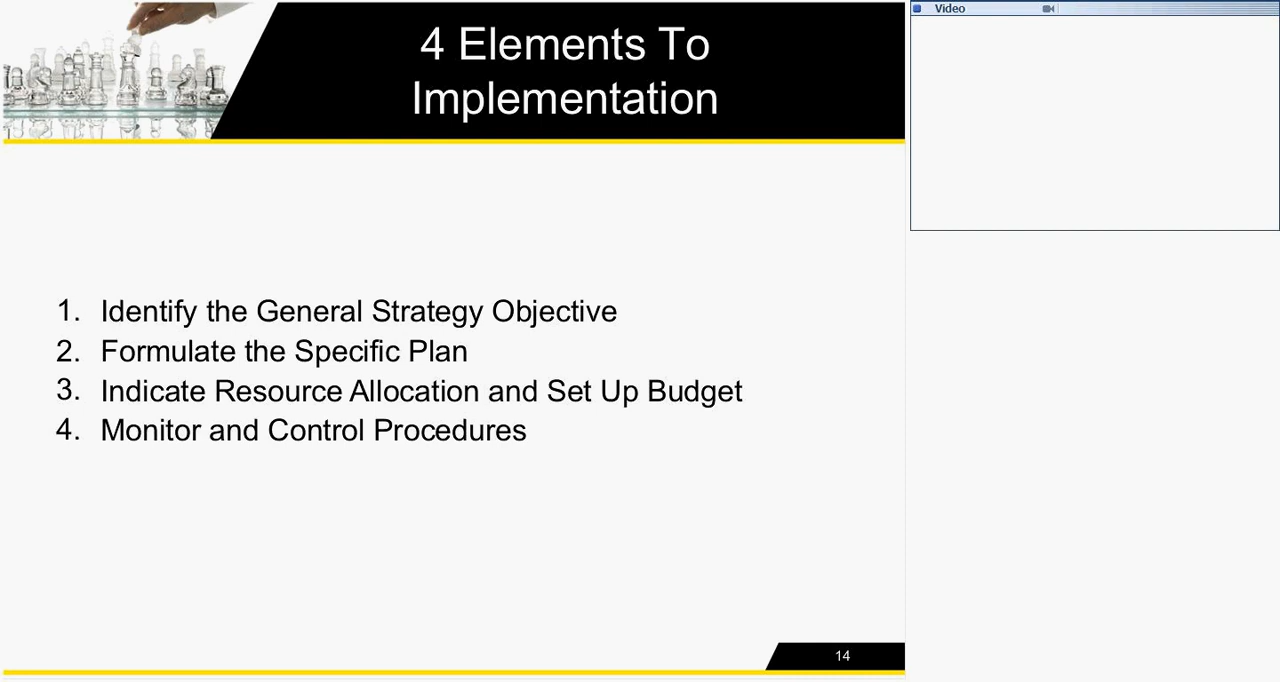 4 Elements To
Implementation
1. Identify the General Strategy Objective
2. Formulate the Specific Plan
3. Indicate Resource Allocation and Set Up Budget
4. Monitor and Control Procedures
14
Video